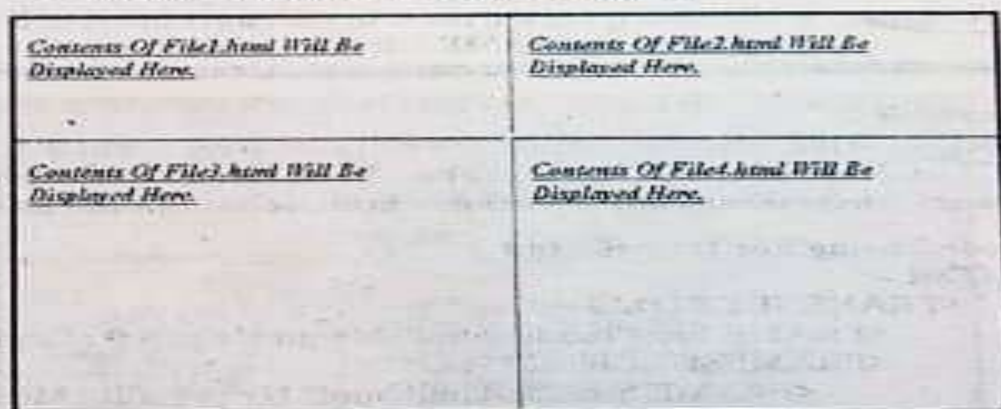 Contents Of File1.html Will Be
Displayed Here.
Contents Of File2.html Will Be
Displayed Here.
Contents Of File3.html Will Be
Displayed Here.
Contents Of File4.html Will Be
Displayed Here.